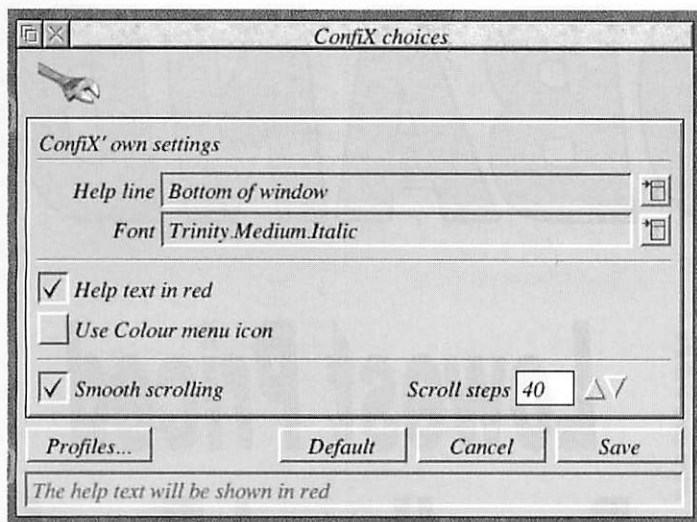 ConfiX choices
ConfiX' own settings
Help line Bottom of window
Font Trinity.Medium.Italic
Help text in red
Use Colour menu icon
Smooth scrolling Scroll steps 40
Profiles... Default Cancel Save
The help text will be shown in red